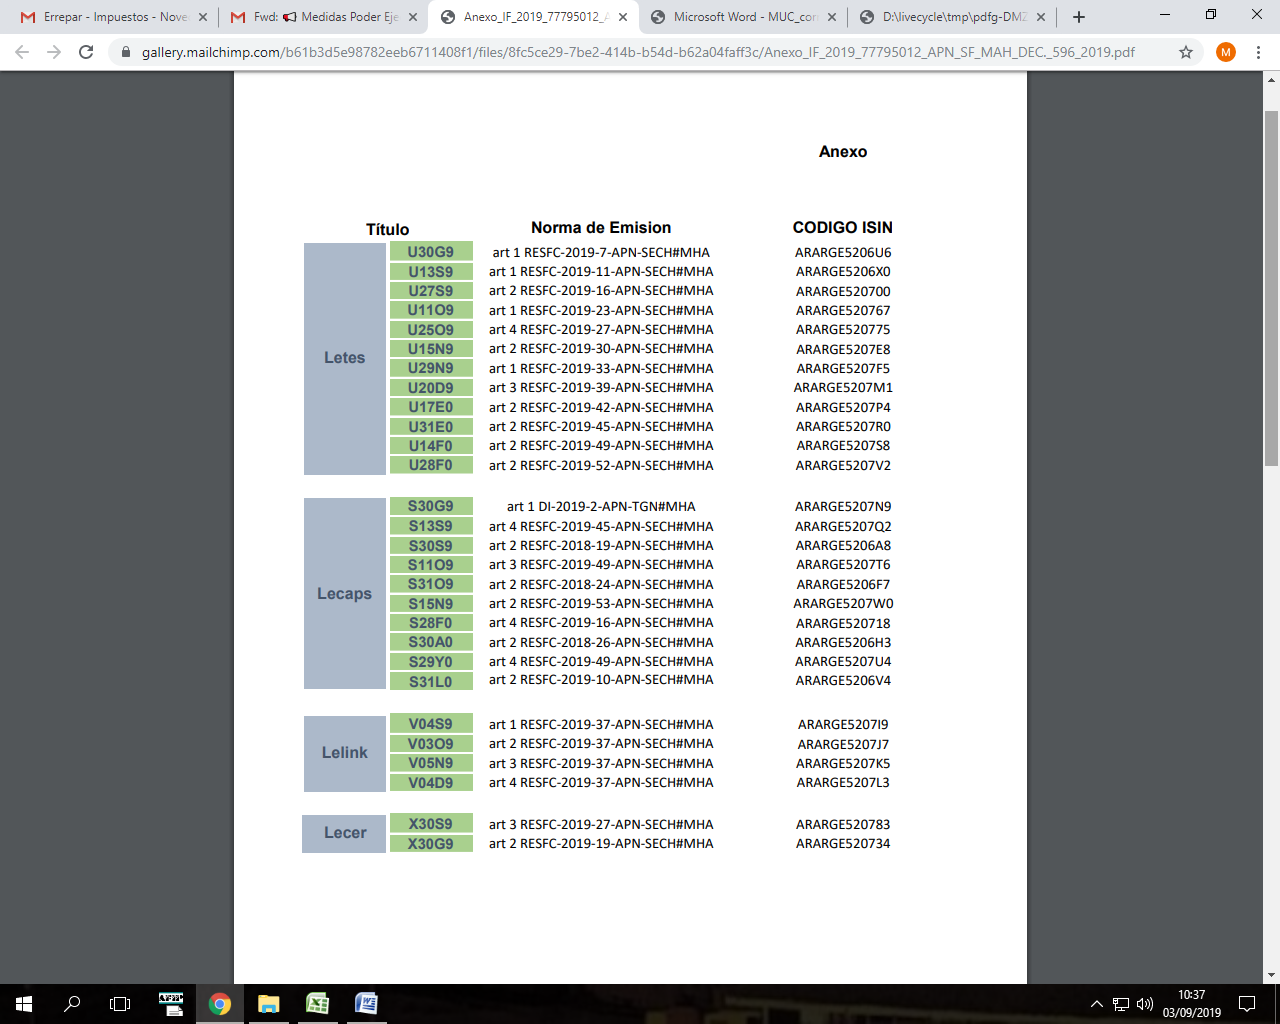 Errepar - Impuestos - Nove
Fwd: Medidas Poder Eje
Anexo_IF_2019_77795012_A
Microsoft Word - MUC_con
D:\livecycle\tmp\pdfg-DMZ
gallery.mailchimp.com/b61b3d5e98782eeb6711408f1/files/8fc5ce29-7be2-414b-b54d-b62a04faff3c/Anexo_IF_2019_77795012_APN_SF_MAH_DEC._596_2019.pdf
M
Anexo
Título Norma de Emision CODIGO ISIN
Letes
U30G9 art 1 RESFC-2019-7-APN-SECH#MHA ARARGE5206U6
U13S9 art 1 RESFC-2019-11-APN-SECH#MHA ARARGE5206X0
U27S9 art 2 RESFC-2019-16-APN-SECH#MHA ARARGE520700
U11O9 art 1 RESFC-2019-23-APN-SECH#MHA ARARGE520767
U25O9 art 4 RESFC-2019-27-APN-SECH#MHA ARARGE520775
U15N9 art 2 RESFC-2019-30-APN-SECH#MHA ARARGE5207E8
U29N9 art 1 RESFC-2019-33-APN-SECH#MHA ARARGE5207F5
U20D9 art 3 RESFC-2019-39-APN-SECH#MHA ARARGE5207M1
U17E0 art 2 RESFC-2019-42-APN-SECH#MHA ARARGE5207P4
U31E0 art 2 RESFC-2019-45-APN-SECH#MHA ARARGE5207R0
U14F0 art 2 RESFC-2019-49-APN-SECH#MHA ARARGE5207S8
U28F0 art 2 RESFC-2019-52-APN-SECH#MHA ARARGE5207V2
Lecaps
S30G9 art 1 DI-2019-2-APN-TGN#MHA ARARGE5207N9
S13S9 art 4 RESFC-2019-45-APN-SECH#MHA ARARGE5207Q2
S30S9 art 2 RESFC-2018-19-APN-SECH#MHA ARARGE5206A8
S11O9 art 3 RESFC-2019-49-APN-SECH#MHA ARARGE5207T6
S31O9 art 2 RESFC-2018-24-APN-SECH#MHA ARARGE5206F7
S15N9 art 2 RESFC-2019-53-APN-SECH#MHA ARARGE5207W0
S28F0 art 4 RESFC-2019-16-APN-SECH#MHA ARARGE520718
S30A0 art 2 RESFC-2018-26-APN-SECH#MHA ARARGE5206H3
S29Y0 art 4 RESFC-2019-49-APN-SECH#MHA ARARGE5207U4
S31L0 art 2 RESFC-2019-10-APN-SECH#MHA ARARGE5206V4
Lelink
V04S9 art 1 RESFC-2019-37-APN-SECH#MHA ARARGE5207I9
V03O9 art 2 RESFC-2019-37-APN-SECH#MHA ARARGE5207J7
V05N9 art 3 RESFC-2019-37-APN-SECH#MHA ARARGE5207K5
V04D9 art 4 RESFC-2019-37-APN-SECH#MHA ARARGE5207L3
Lecer
X30S9 art 3 RESFC-2019-27-APN-SECH#MHA ARARGE520783
X30G9 art 2 RESFC-2019-19-APN-SECH#MHA ARARGE520734
10:37
03/09/2019